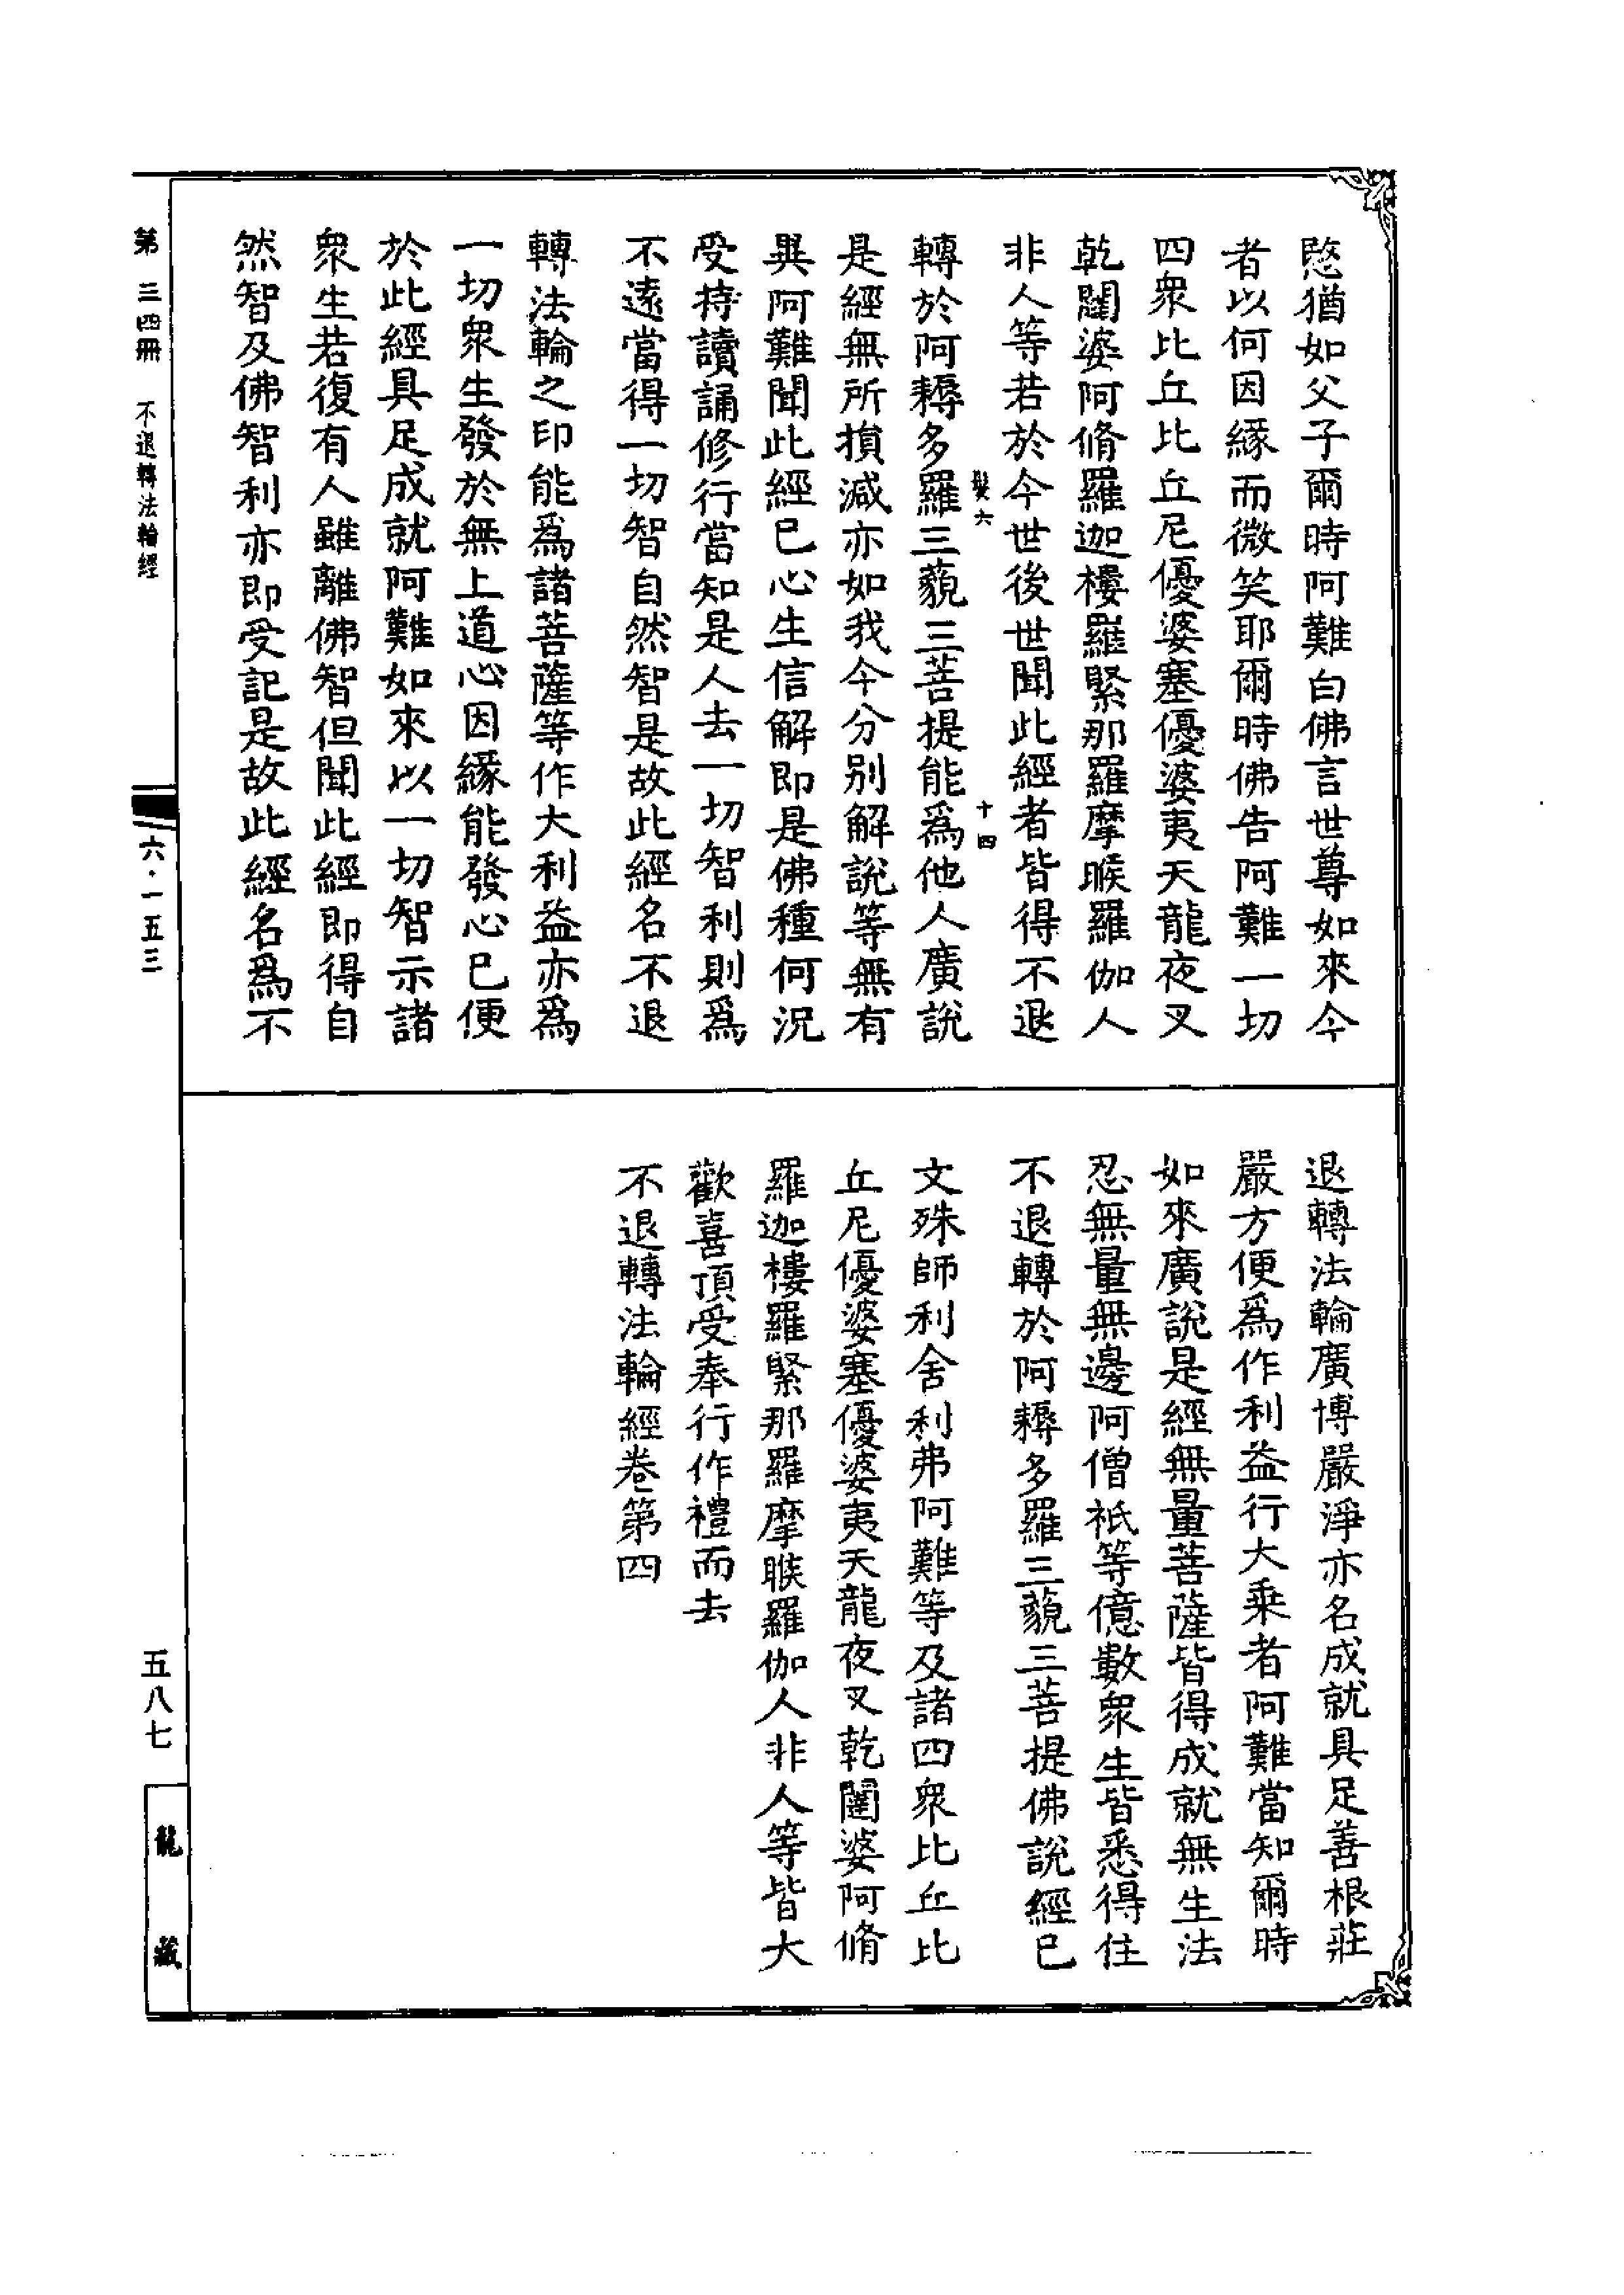 愍猶如父子爾時阿難白佛言世尊如來今
者以何因緣而微笑耶爾時佛告阿難一切
四衆比丘比丘尼優婆塞優婆夷天龍夜叉
乾闥婆阿脩羅迦樓羅緊那羅摩睺羅伽人
非人等若於今世後世聞此經者皆得不退
髮六
十四
轉於阿耨多羅三藐三菩提能爲他人廣說
是經無所損減亦如我今分別解說等無有
異阿難聞此經已心生信解即是佛種何況
受持讀誦修行當知是人去一切智利則爲
不遠當得一切智自然智是故此經名不退
轉法輪之印能爲諸菩薩等作大利益亦爲
一切衆生發於無上道心因緣能發心已便
於此經具足成就阿難如來以一切智示諸
衆生若復有人雖離佛智但聞此經即得自
然智及佛智利亦即受記是故此經名爲不
退轉法輪廣博嚴淨亦名成就具足善根莊
嚴方便爲作利益行大乘者阿難當知爾時
如來廣說是經無量菩薩皆得成就無生法
忍無量無邊阿僧祇等億數衆生皆悉得住
不退轉於阿耨多羅三藐三菩提佛說經已
文殊師利舍利弗阿難等及諸四衆比丘比
丘尼優婆塞優婆夷天龍夜叉乾闥婆阿脩
羅迦樓羅緊那羅摩睺羅伽人非人等皆大
歡喜頂受奉行作禮而去
不退轉法輪經卷第四
第三四冊 不退轉法輪經
六·一五三
五八七
龍藏